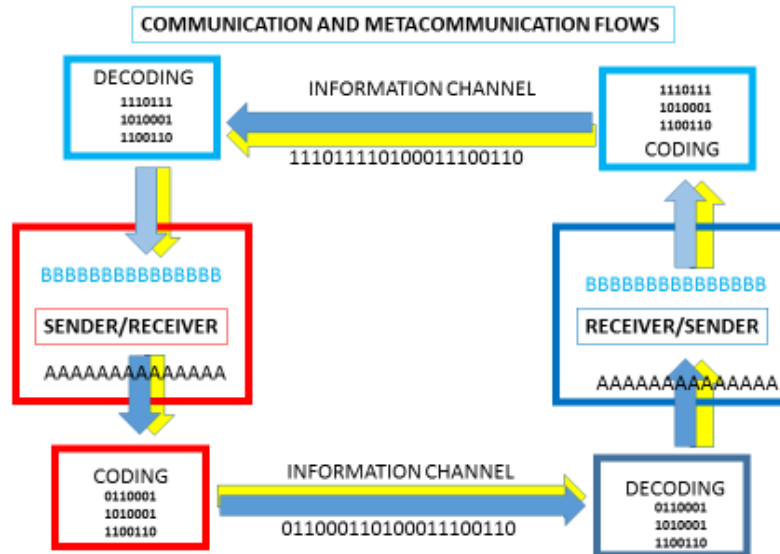 COMMUNICATION AND METACOMMUNICATION FLOWS
DECODING
1110111
1010001
1100110
INFORMATION CHANNEL
111011110100011100110
1110111
1010001
1100110
CODING
BBBBBBBBBBBBBBB
SENDER/RECEIVER
AAAAAAAAAAAAAA
BBBBBBBBBBBBBBB
RECEIVER/SENDER
AAAAAAAAAAAAAA
CODING
0110001
1010001
1100110
INFORMATION CHANNEL
011000110100011100110
DECODING
0110001
1010001
1100110